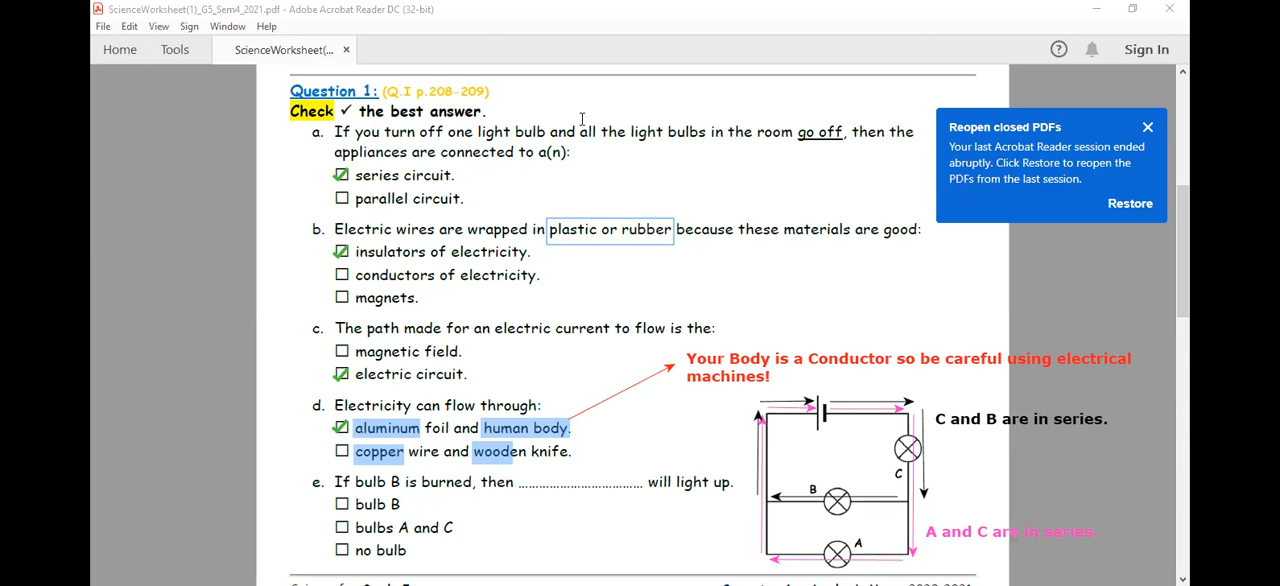 ScienceWorksheet(1)_G5_Sem4_2021.pdf - Adobe Acrobat Reader DC (32-bit)
File Edit View Sign Window Help
Home Tools ScienceWorksheet(... × Sign In
Question 1: (Q.I p.208-209)
Check ✓ the best answer.
a. If you turn off one light bulb and all the light bulbs in the room go off, then the
appliances are connected to a(n):
series circuit.
parallel circuit.
b. Electric wires are wrapped in plastic or rubber because these materials are good:
insulators of electricity.
conductors of electricity.
magnets.
c. The path made for an electric current to flow is the:
magnetic field.
electric circuit.
d. Electricity can flow through:
aluminum foil and human body.
copper wire and wooden knife.
e. If bulb B is burned, then ................................. will light up.
bulb B
bulbs A and C
no bulb
Reopen closed PDFs
Your last Acrobat Reader session ended
abruptly. Click Restore to reopen the
PDFs from the last session.
Restore
Your Body is a Conductor so be careful using electrical
machines!
C and B are in series.
C
B
A and C are in series.
A